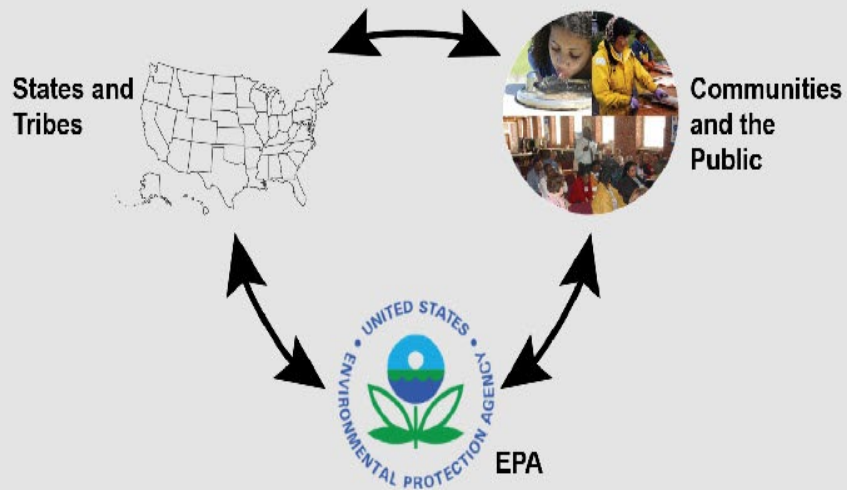 States and
Tribes
Communities
and the
Public
UNITED STATES
ENVIRONMENTAL PROTECTION AGENCY
EPA